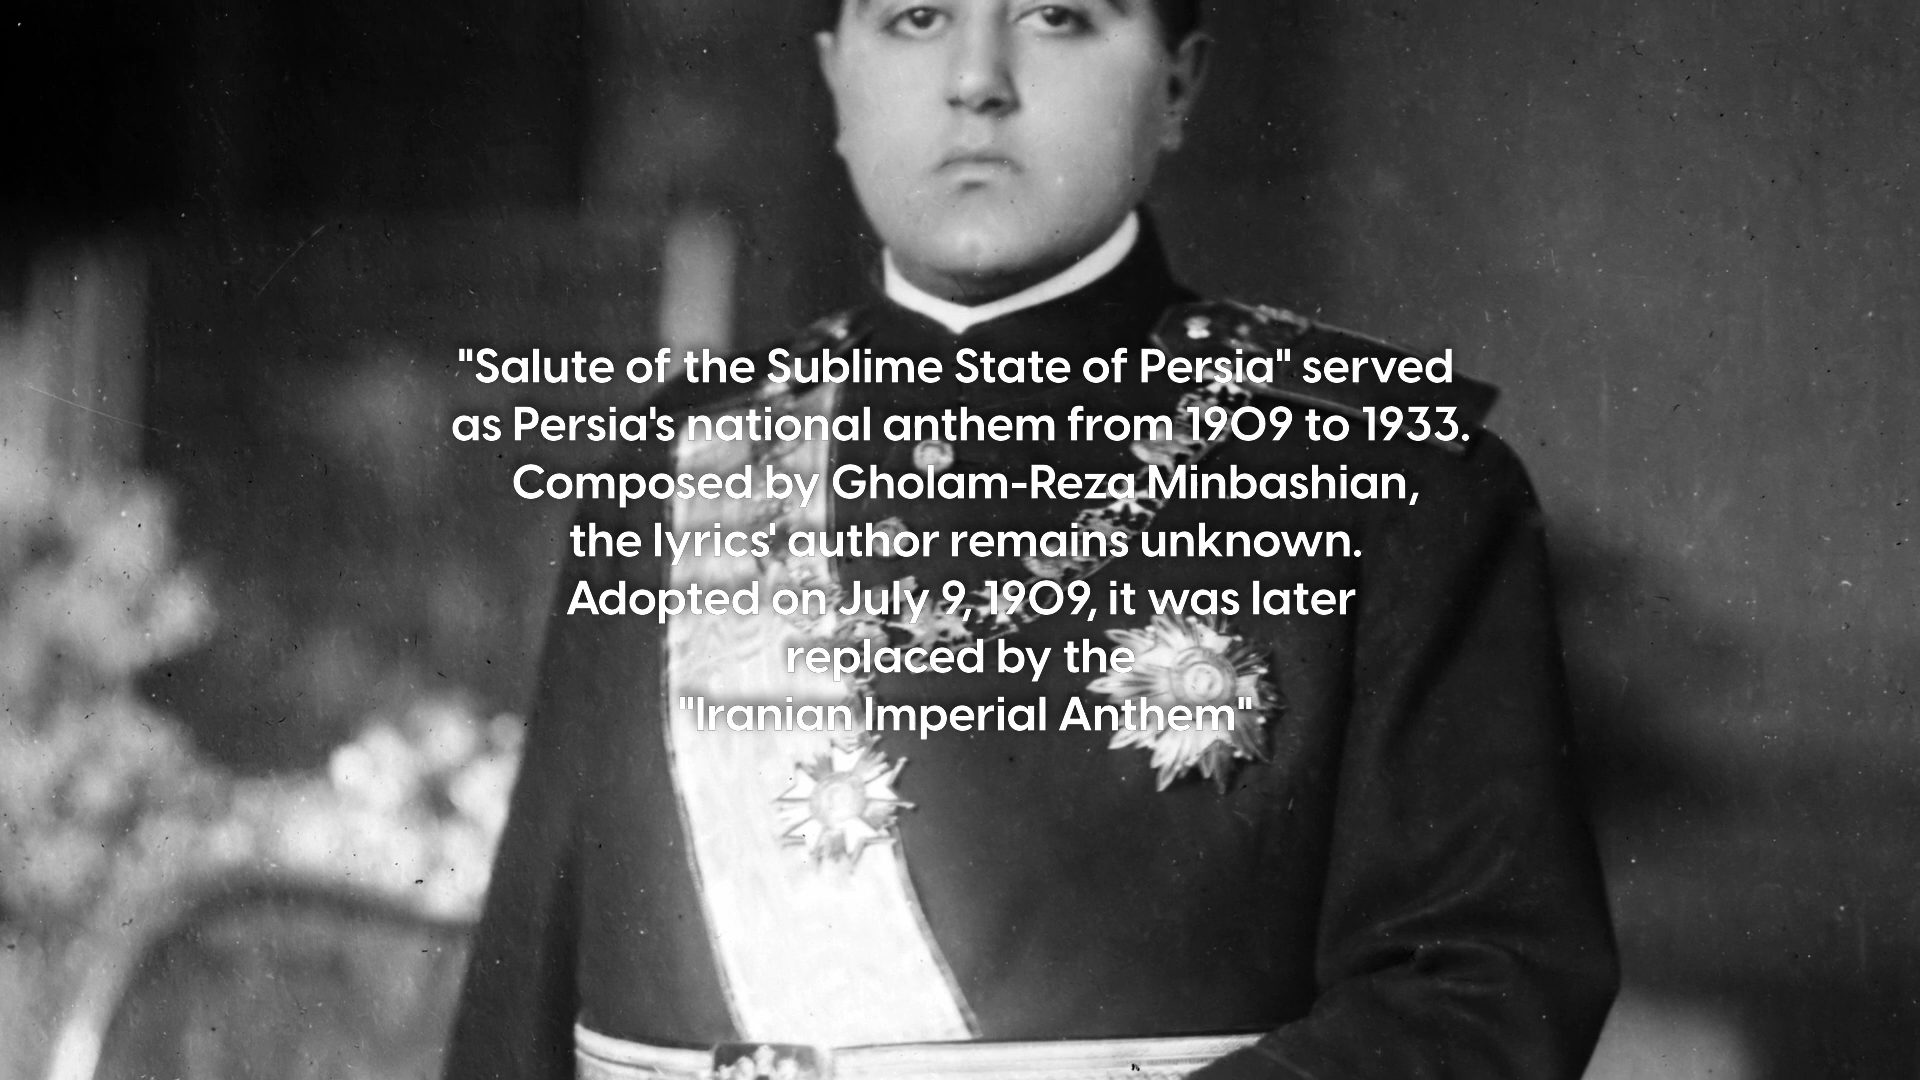 "Salute of the Sublime State of Persia" served
as Persia's national anthem from 1909 to 1933.
Composed by Gholam-Reza Minbashian,
the lyrics' author remains unknown.
Adopted on July 9, 1909, it was later
replaced by the
"Iranian Imperial Anthem"